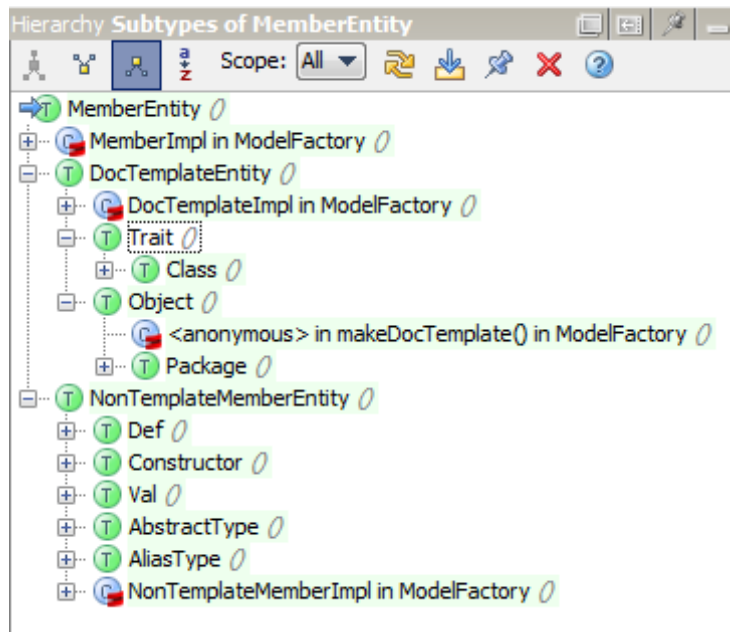 Hierarchy Subtypes of MemberEntity
a z Scope: All
T MemberEntity ()
C MemberImpl in ModelFactory ()
T DocTemplateEntity ()
C DocTemplateImpl in ModelFactory ()
T Trait ()
T Class ()
T Object ()
C <anonymous> in makeDocTemplate() in ModelFactory ()
T Package ()
T NonTemplateMemberEntity ()
T Def ()
T Constructor ()
T Val ()
T AbstractType ()
T AliasType ()
C NonTemplateMemberImpl in ModelFactory ()